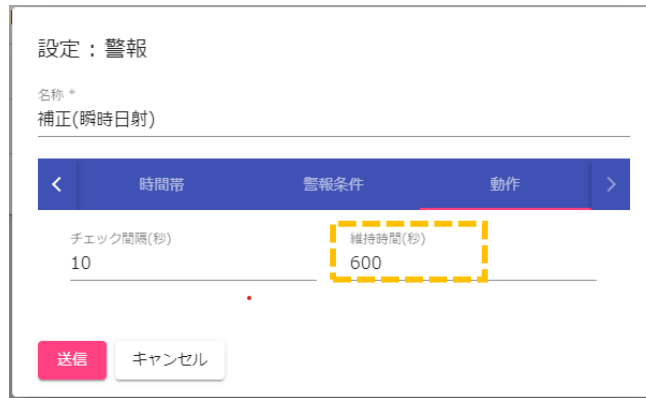 設定：警報
名称 *
補正(瞬時日射)
時間帯 警報条件 動作
チェック間隔(秒) 維持時間(秒)
10 600
送信 キャンセル